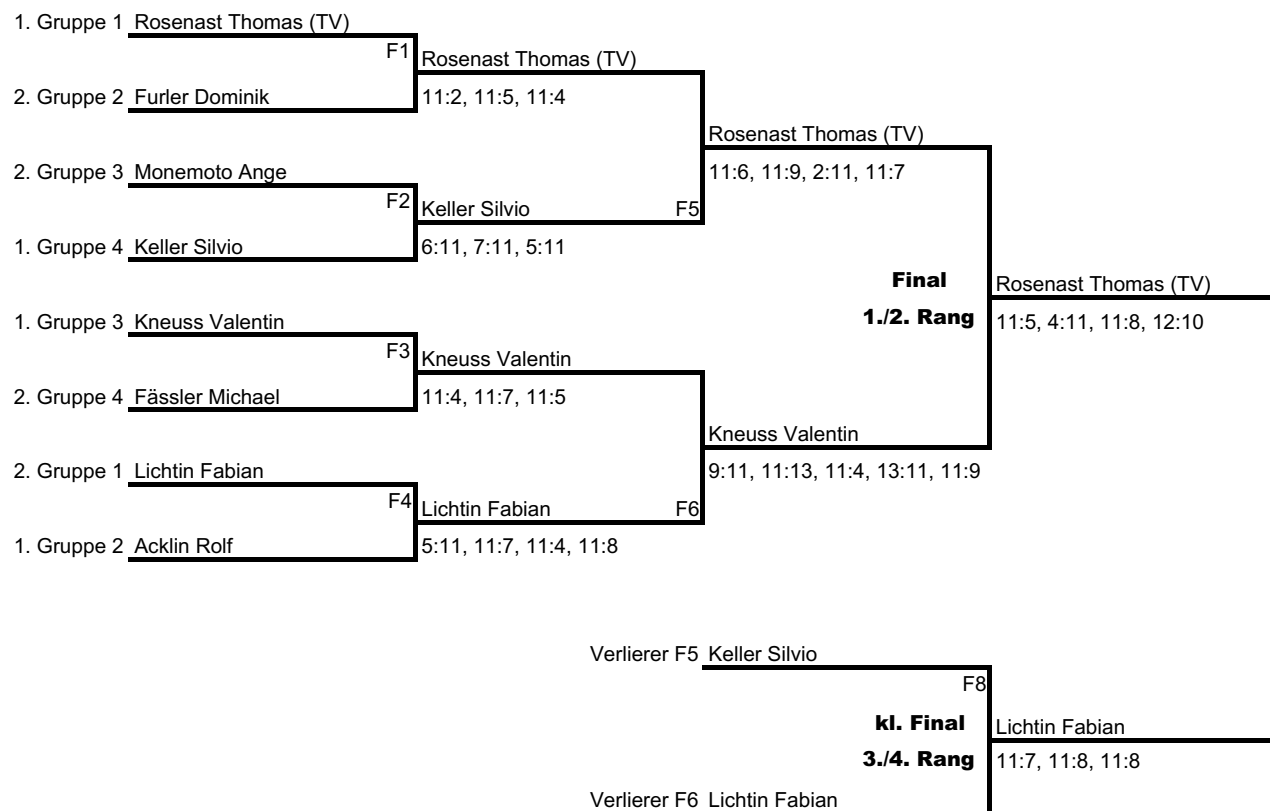 1. Gruppe 1 Rosenast Thomas (TV)
F1
Rosenast Thomas (TV)
2. Gruppe 2 Furler Dominik
11:2, 11:5, 11:4
Rosenast Thomas (TV)
2. Gruppe 3 Monemoto Ange
11:6, 11:9, 2:11, 11:7
F2
Keller Silvio
F5
1. Gruppe 4 Keller Silvio
6:11, 7:11, 5:11
Final
Rosenast Thomas (TV)
1. Gruppe 3 Kneuss Valentin
1./2. Rang
11:5, 4:11, 11:8, 12:10
F3
Kneuss Valentin
2. Gruppe 4 Fässler Michael
11:4, 11:7, 11:5
Kneuss Valentin
2. Gruppe 1 Lichtin Fabian
9:11, 11:13, 11:4, 13:11, 11:9
F4
Lichtin Fabian
F6
1. Gruppe 2 Acklin Rolf
5:11, 11:7, 11:4, 11:8
Verlierer F5 Keller Silvio
F8
kl. Final
Lichtin Fabian
3./4. Rang
11:7, 11:8, 11:8
Verlierer F6 Lichtin Fabian